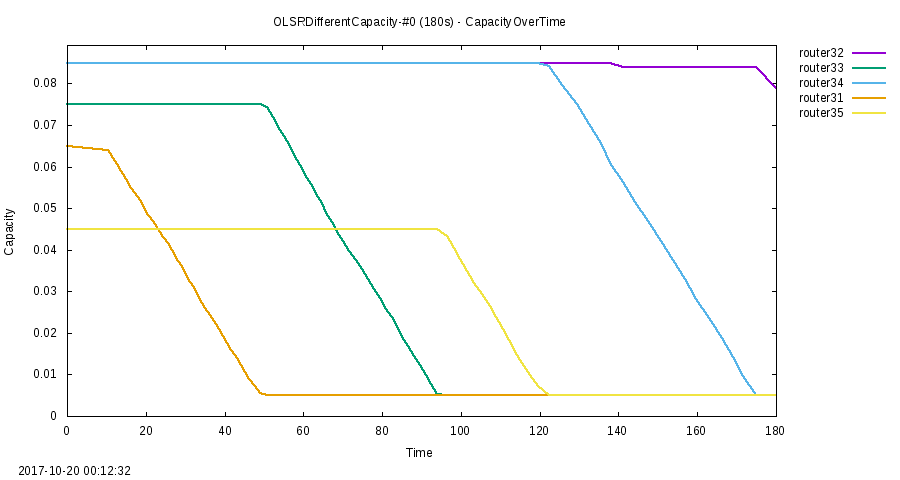 OLSRDifferentCapacity-#0 (180s) - CapacityOverTime
router32
router33
router34
router31
router35
Capacity
0.08
0.07
0.06
0.05
0.04
0.03
0.02
0.01
0
0 20 40 60 80 100 120 140 160 180
Time
2017-10-20 00:12:32